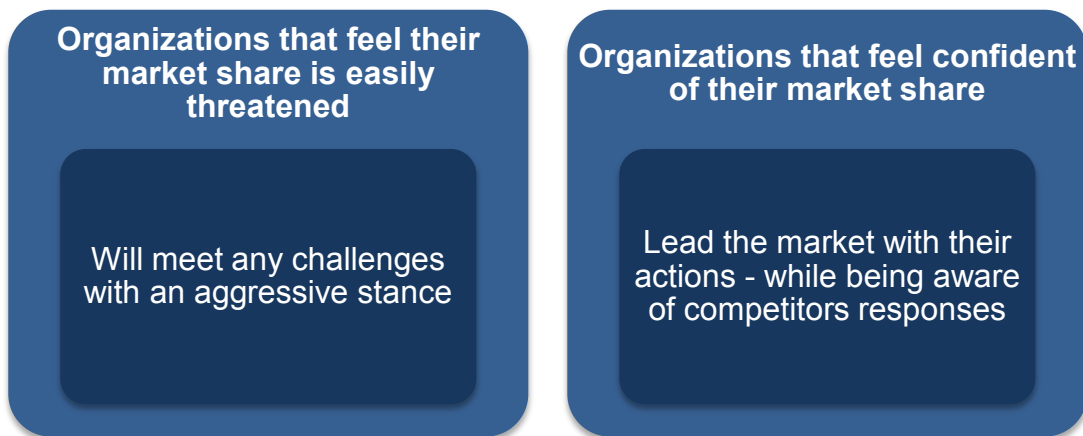 Organizations that feel their
market share is easily
threatened
Will meet any challenges
with an aggressive stance
Organizations that feel confident
of their market share
Lead the market with their
actions - while being aware
of competitors responses